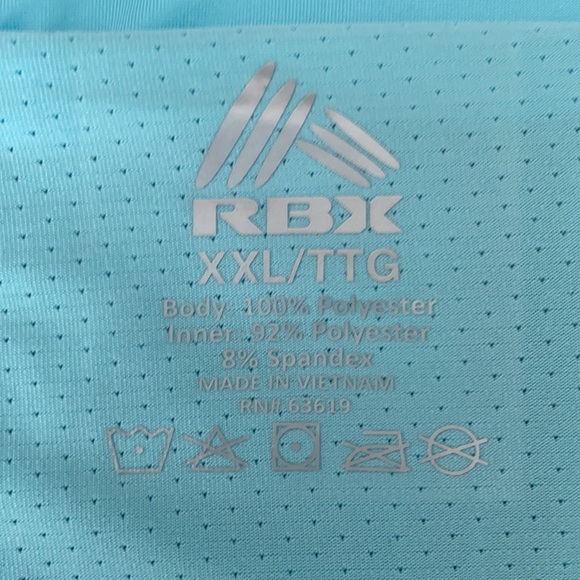 RBX
XXL/TTG
Body: 100% Polyester
Inner: 92% Polyester
8% Spandex
MADE IN VIETNAM
RN# 63619